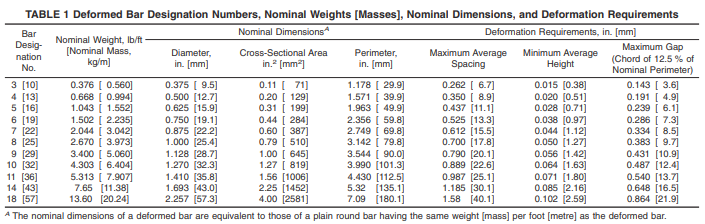 TABLE 1 Deformed Bar Designation Numbers, Nominal Weights [Masses], Nominal Dimensions, and Deformation Requirements
Bar Desig- nation No. Nominal Weight, lb/ft [Nominal Mass, kg/m] Nominal Dimensions^A Deformation Requirements, in. [mm]
Diameter, in. [mm] Cross-Sectional Area in.² [mm²] Perimeter, in. [mm] Maximum Average Spacing Minimum Average Height Maximum Gap (Chord of 12.5 % of Nominal Perimeter)
3 [10] 0.376 [ 0.560] 0.375 [ 9.5] 0.11 [ 71] 1.178 [ 29.9] 0.262 [ 6.7] 0.015 [0.38] 0.143 [ 3.6]
4 [13] 0.668 [ 0.994] 0.500 [12.7] 0.20 [ 129] 1.571 [ 39.9] 0.350 [ 8.9] 0.020 [0.51] 0.191 [ 4.9]
5 [16] 1.043 [ 1.552] 0.625 [15.9] 0.31 [ 199] 1.963 [ 49.9] 0.437 [11.1] 0.028 [0.71] 0.239 [ 6.1]
6 [19] 1.502 [ 2.235] 0.750 [19.1] 0.44 [ 284] 2.356 [ 59.8] 0.525 [13.3] 0.038 [0.97] 0.286 [ 7.3]
7 [22] 2.044 [ 3.042] 0.875 [22.2] 0.60 [ 387] 2.749 [ 69.8] 0.612 [15.5] 0.044 [1.12] 0.334 [ 8.5]
8 [25] 2.670 [ 3.973] 1.000 [25.4] 0.79 [ 510] 3.142 [ 79.8] 0.700 [17.8] 0.050 [1.27] 0.383 [ 9.7]
9 [29] 3.400 [ 5.060] 1.128 [28.7] 1.00 [ 645] 3.544 [ 90.0] 0.790 [20.1] 0.056 [1.42] 0.431 [10.9]
10 [32] 4.303 [ 6.404] 1.270 [32.3] 1.27 [ 819] 3.990 [101.3] 0.889 [22.6] 0.064 [1.63] 0.487 [12.4]
11 [36] 5.313 [ 7.907] 1.410 [35.8] 1.56 [1006] 4.430 [112.5] 0.987 [25.1] 0.071 [1.80] 0.540 [13.7]
14 [43] 7.65 [11.38] 1.693 [43.0] 2.25 [1452] 5.32 [135.1] 1.185 [30.1] 0.085 [2.16] 0.648 [16.5]
18 [57] 13.60 [20.24] 2.257 [57.3] 4.00 [2581] 7.09 [180.1] 1.58 [40.1] 0.102 [2.59] 0.864 [21.9]
^A The nominal dimensions of a deformed bar are equivalent to those of a plain round bar having the same weight [mass] per foot [metre] as the deformed bar.